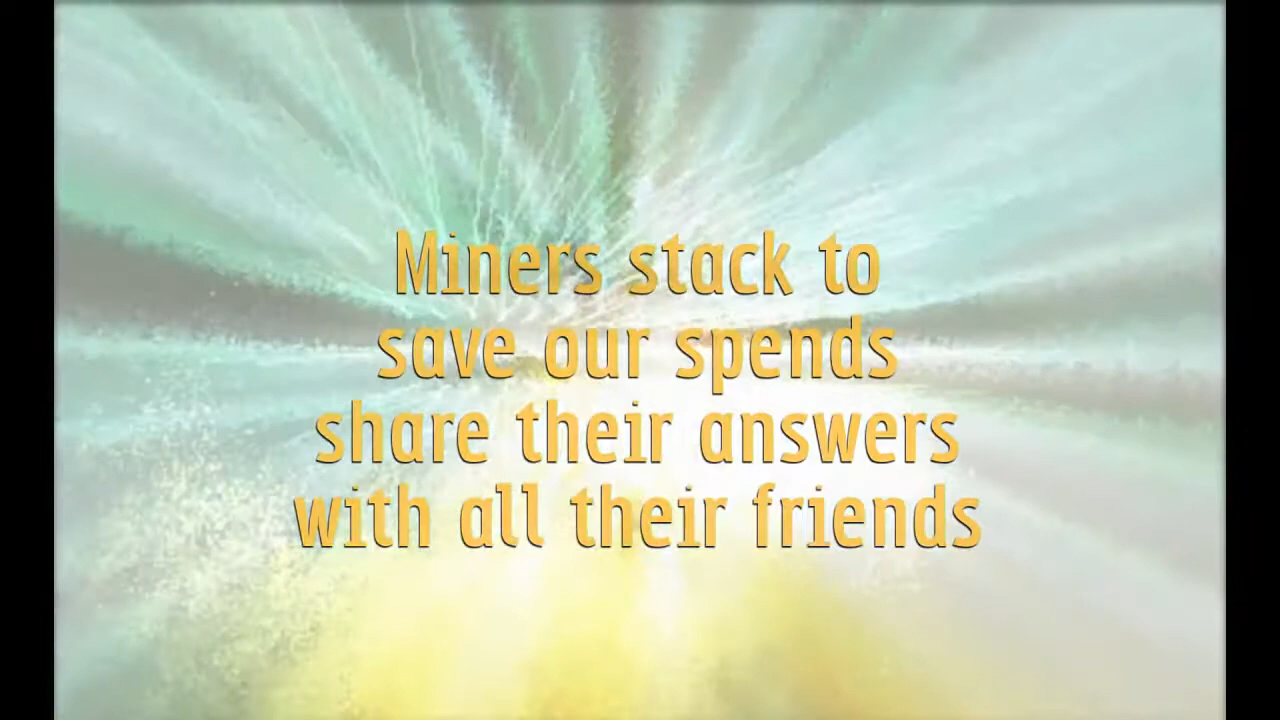 Miners stack to
save our spends
share their answers
with all their friends